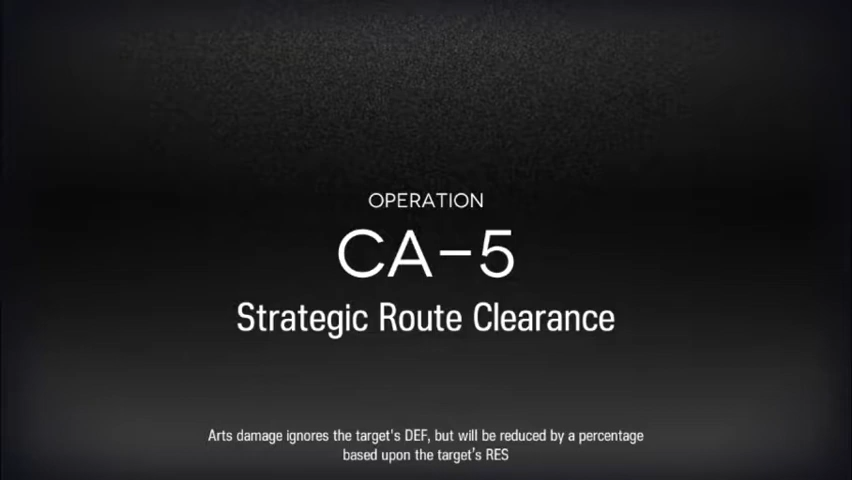 OPERATION
CA-5
Strategic Route Clearance
Arts damage ignores the target's DEF, but will be reduced by a percentage
based upon the target's RES